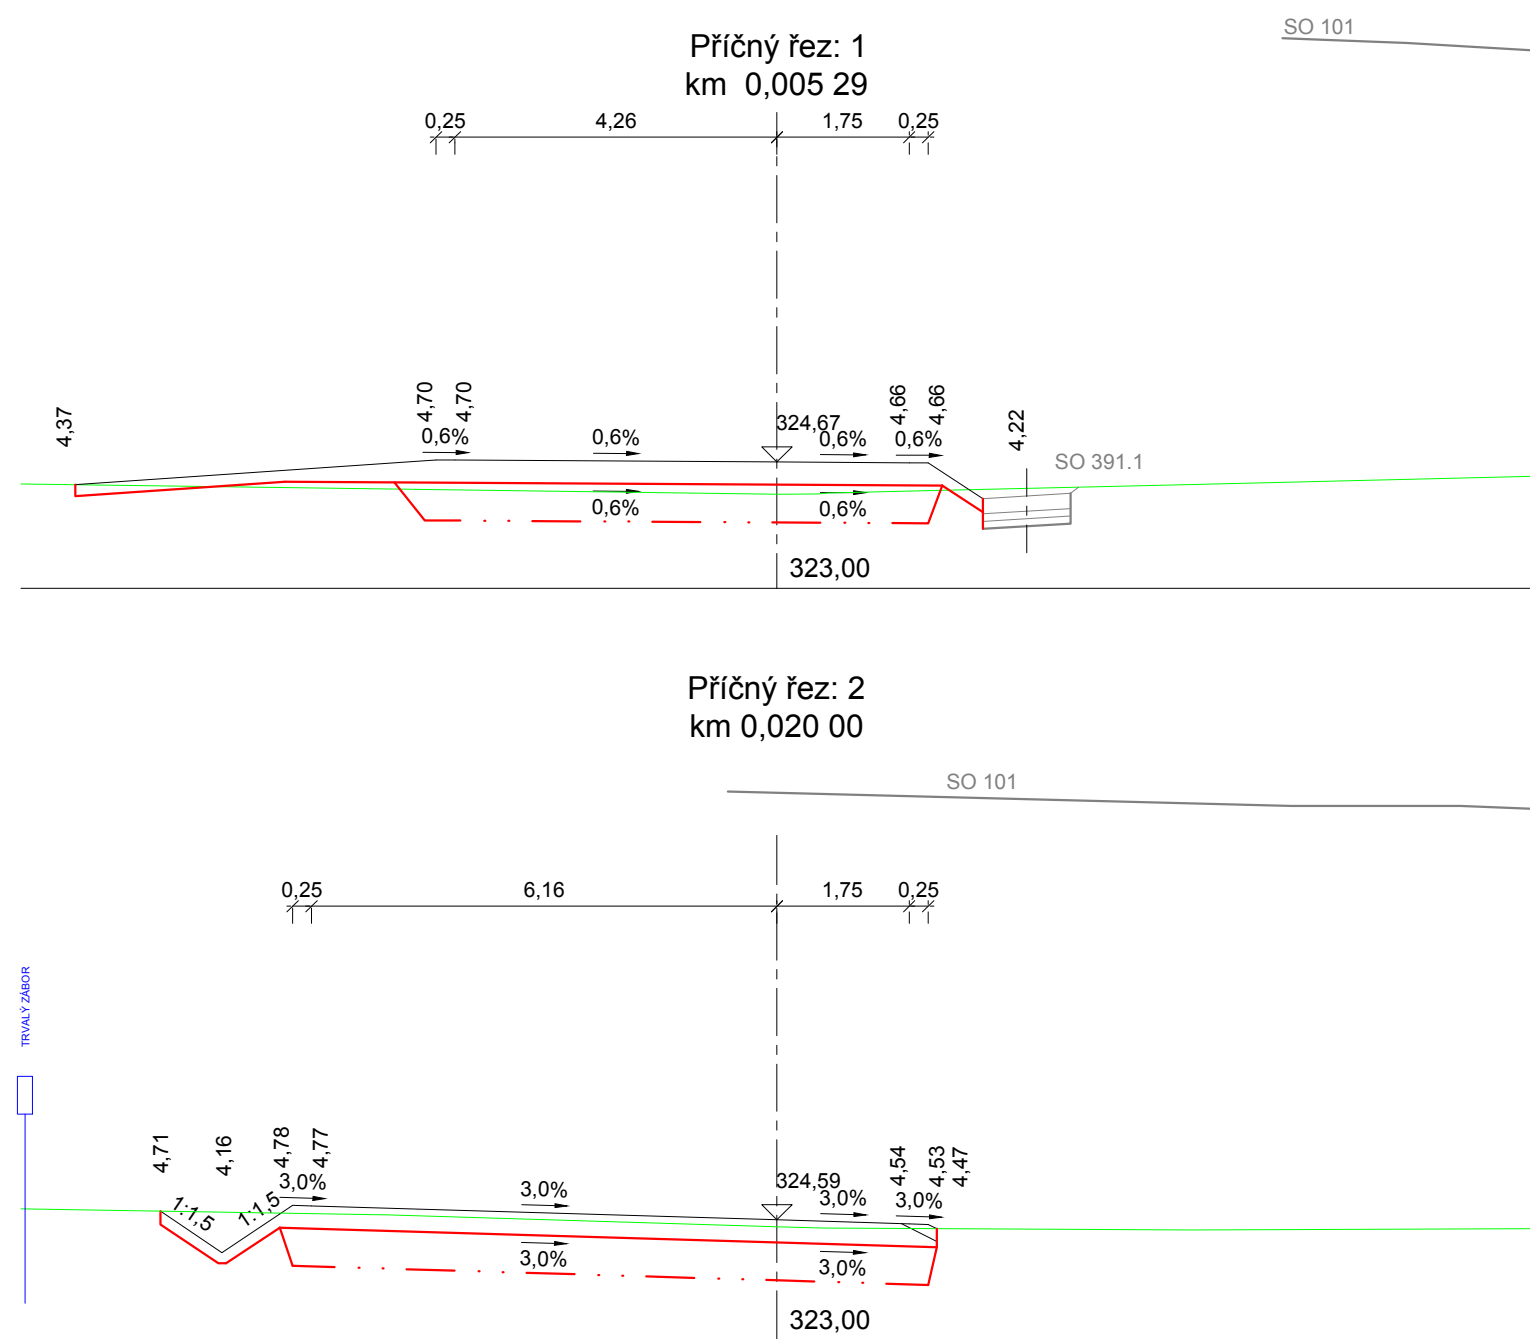 SO 101
Příčný řez: 1
km 0,005 29
0,25 4,26 1,75 0,25
4,37 4,70 4,70 4,66 4,66 4,22
324,67
0,6% 0,6% 0,6% 0,6%
SO 391.1
0,6% 0,6%
323,00
Příčný řez: 2
km 0,020 00
SO 101
0,25 6,16 1,75 0,25
TRVALÝ ZÁBOR
4,71 4,16 4,78 4,77 4,54 4,53 4,47
324,59
3,0% 3,0% 3,0% 3,0%
1:1,5 1:1,5
3,0% 3,0%
323,00